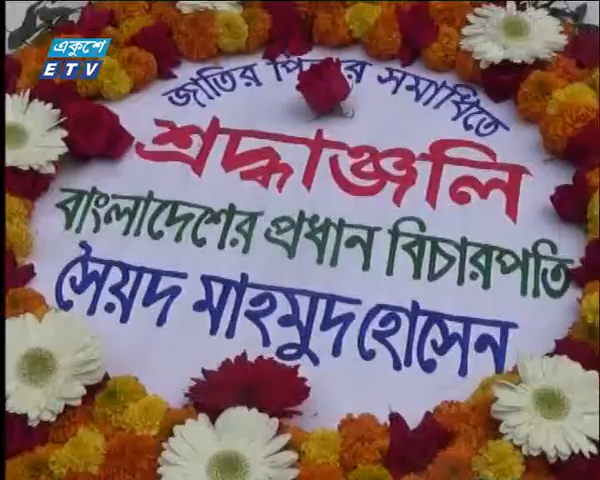 একুশে
ETV
জাতির পিতার সমাধিতে
শ্রদ্ধাঞ্জলি
বাংলাদেশের প্রধান বিচারপতি
সৈয়দ মাহমুদ হোসেন